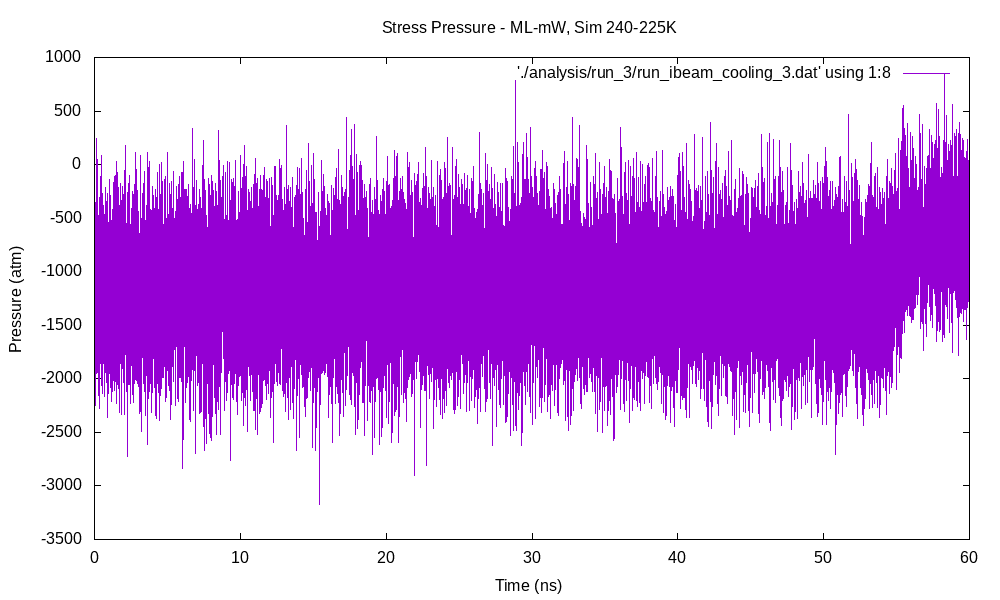 Stress Pressure - ML-mW, Sim 240-225K
'./analysis/run_3/run_ibeam_cooling_3.dat' using 1:8
1000
500
0
-500
-1000
-1500
-2000
-2500
-3000
-3500
Pressure (atm)
0 10 20 30 40 50 60
Time (ns)